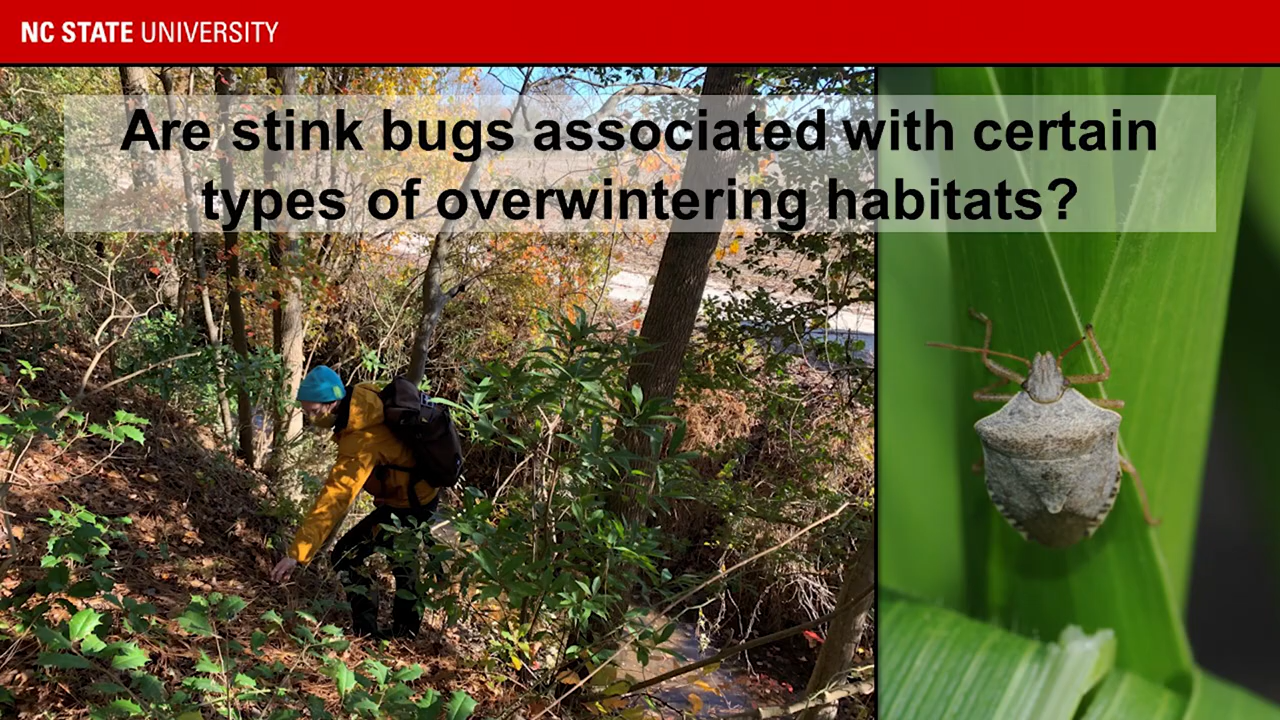 NC STATE UNIVERSITY
Are stink bugs associated with certain
types of overwintering habitats?